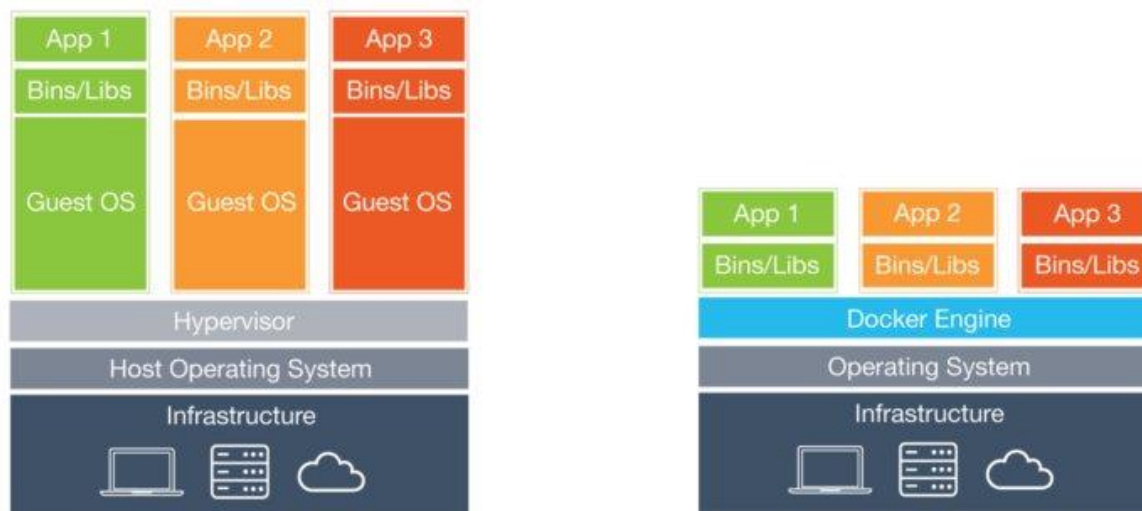 App 1
App 2
App 3
Bins/Libs
Bins/Libs
Bins/Libs
Guest OS
Guest OS
Guest OS
Hypervisor
Host Operating System
Infrastructure
App 1
App 2
App 3
Bins/Libs
Bins/Libs
Bins/Libs
Docker Engine
Operating System
Infrastructure